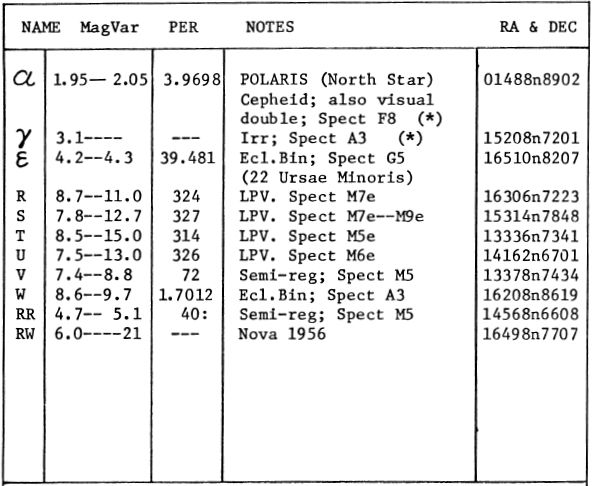 NAME MagVar PER NOTES RA & DEC
α 1.95— 2.05 3.9698 POLARIS (North Star) 01488n8902
Cepheid; also visual
double; Spect F8 (*)
γ 3.1---- --- Irr; Spect A3 (*) 15208n7201
ε 4.2--4.3 39.481 Ecl.Bin; Spect G5 16510n8207
(22 Ursae Minoris)
R 8.7--11.0 324 LPV. Spect M7e 16306n7223
S 7.8--12.7 327 LPV. Spect M7e--M9e 15314n7848
T 8.5--15.0 314 LPV. Spect M5e 13336n7341
U 7.5--13.0 326 LPV. Spect M6e 14162n6701
V 7.4--8.8 72 Semi-reg; Spect M5 13378n7434
W 8.6--9.7 1.7012 Ecl.Bin; Spect A3 16208n8619
RR 4.7-- 5.1 40: Semi-reg; Spect M5 14568n6608
RW 6.0----21 --- Nova 1956 16498n7707